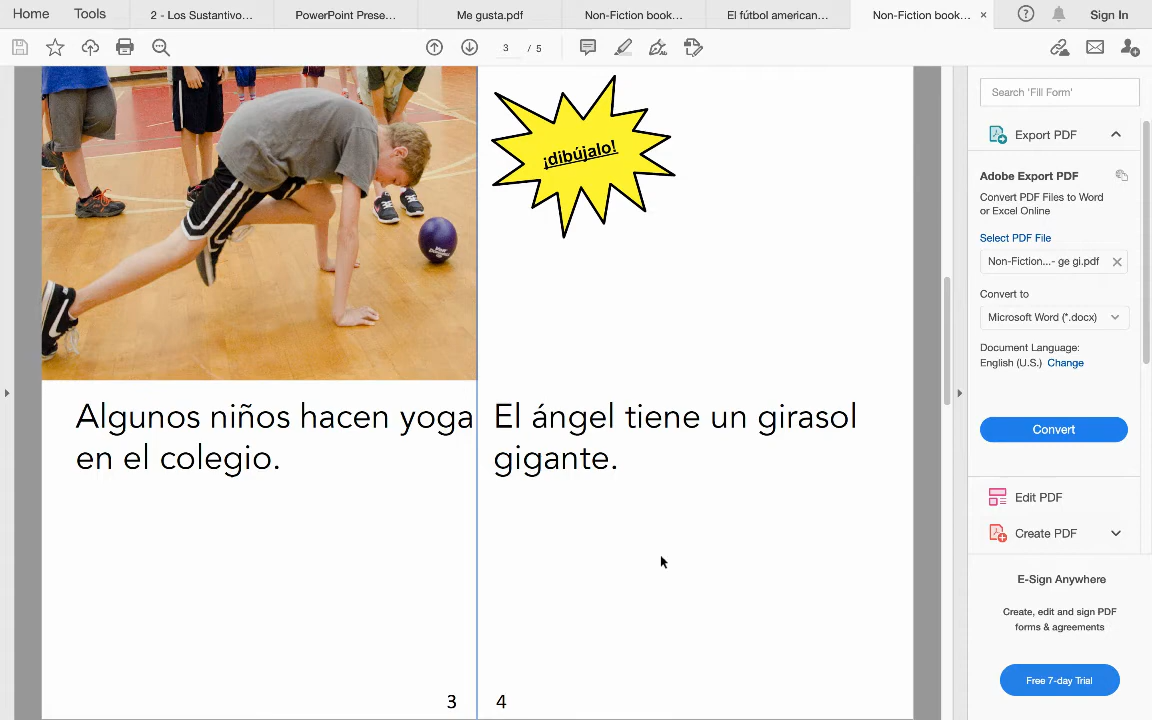 Home
Tools
2 - Los Sustantivo...
PowerPoint Prese...
Me gusta.pdf
Non-Fiction book...
El fútbol american...
Non-Fiction book...
Sign In
3 / 5
¡dibújalo!
Algunos niños hacen yoga
en el colegio.
3
El ángel tiene un girasol
gigante.
4
Search 'Fill Form'
Export PDF
Adobe Export PDF
Convert PDF Files to Word
or Excel Online
Select PDF File
Non-Fiction...- ge gi.pdf
Convert to
Microsoft Word (*.docx)
Document Language:
English (U.S.) Change
Convert
Edit PDF
Create PDF
E-Sign Anywhere
Create, edit and sign PDF
forms & agreements
Free 7-day Trial